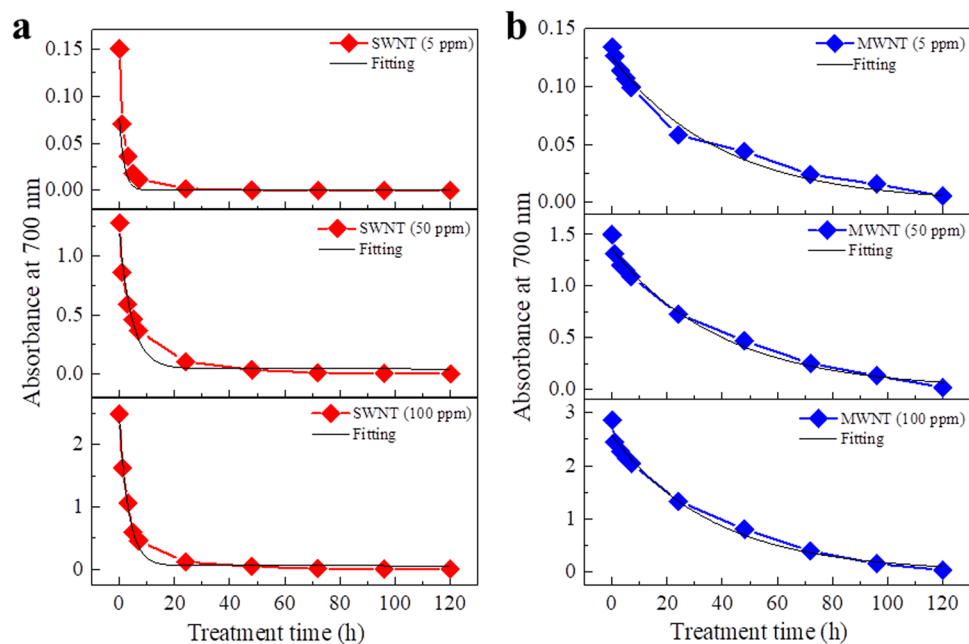 a
SWNT (5 ppm)
Fitting
0.15
0.10
0.05
0.00
SWNT (50 ppm)
Fitting
1.0
0.5
0.0
SWNT (100 ppm)
Fitting
2
1
0
0 20 40 60 80 100 120
Treatment time (h)
Absorbance at 700 nm
b
MWNT (5 ppm)
Fitting
0.15
0.10
0.05
0.00
MWNT (50 ppm)
Fitting
1.5
1.0
0.5
0.0
MWNT (100 ppm)
Fitting
3
2
1
0
0 20 40 60 80 100 120
Treatment time (h)
Absorbance at 700 nm